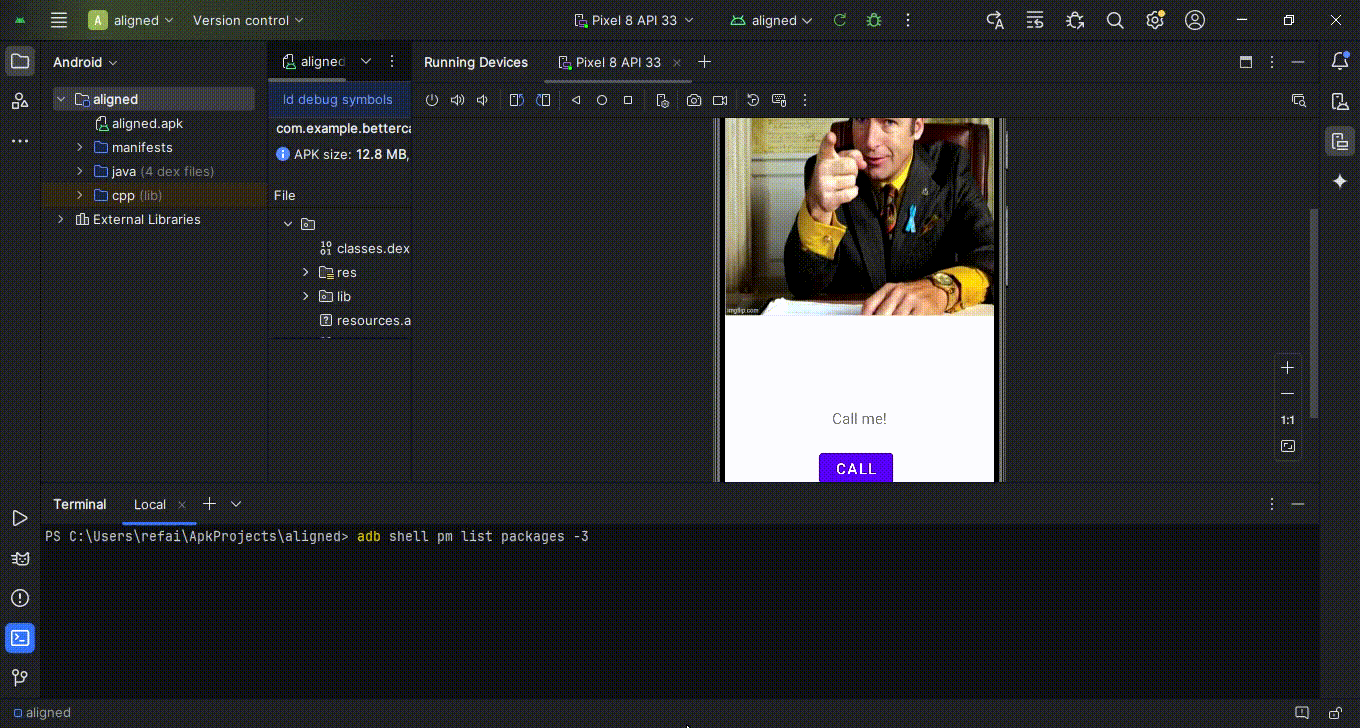 A aligned Version control Pixel 8 API 33 aligned
Android
aligned
aligned.apk
manifests
java (4 dex files)
cpp (lib)
External Libraries
aligned
ld debug symbols
com.example.betterca
APK size: 12.8 MB,
File
classes.dex
res
lib
resources.a
Running Devices Pixel 8 API 33
imgflip.com
Call me!
CALL
1:1
Terminal Local
PS C:\Users\refai\ApkProjects\aligned> adb shell pm list packages -3
aligned